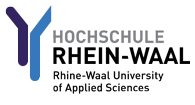 HOCHSCHULE
RHEIN-WAAL
Rhine-Waal University
of Applied Sciences